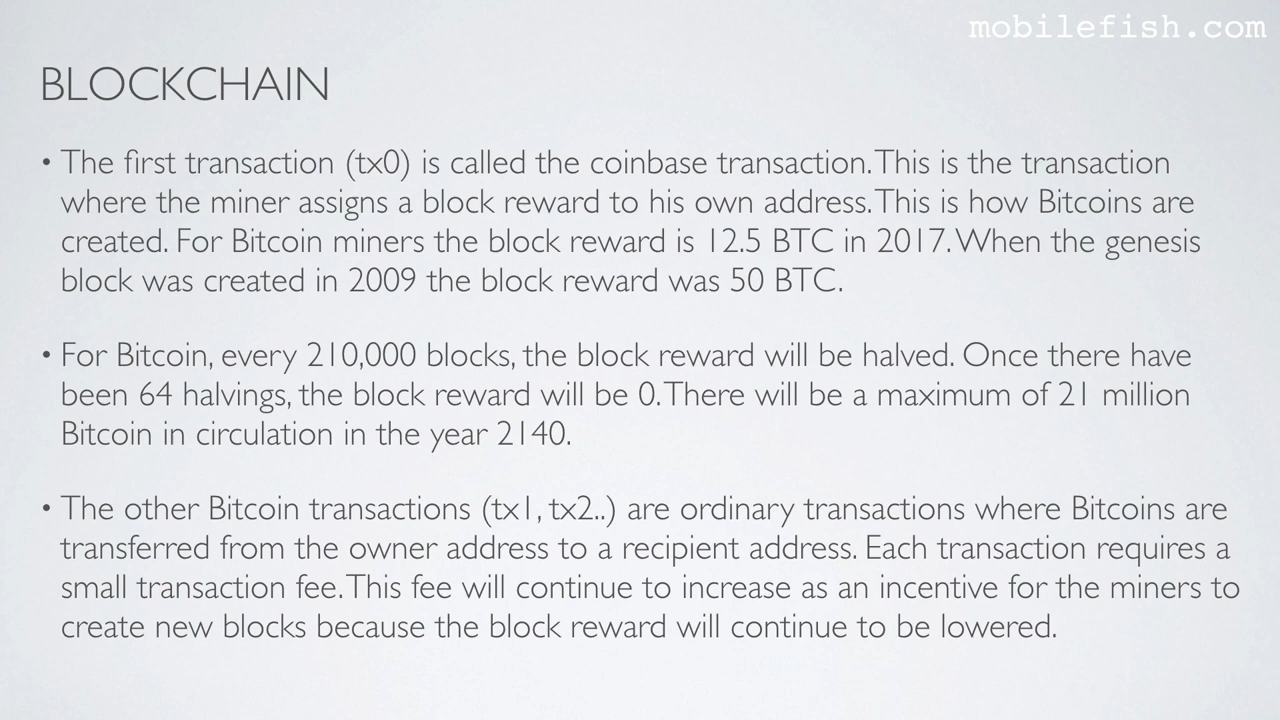 mobilefish.com
BLOCKCHAIN
• The first transaction (tx0) is called the coinbase transaction. This is the transaction
where the miner assigns a block reward to his own address. This is how Bitcoins are
created. For Bitcoin miners the block reward is 12.5 BTC in 2017. When the genesis
block was created in 2009 the block reward was 50 BTC.
• For Bitcoin, every 210,000 blocks, the block reward will be halved. Once there have
been 64 halvings, the block reward will be 0. There will be a maximum of 21 million
Bitcoin in circulation in the year 2140.
• The other Bitcoin transactions (tx1, tx2..) are ordinary transactions where Bitcoins are
transferred from the owner address to a recipient address. Each transaction requires a
small transaction fee. This fee will continue to increase as an incentive for the miners to
create new blocks because the block reward will continue to be lowered.